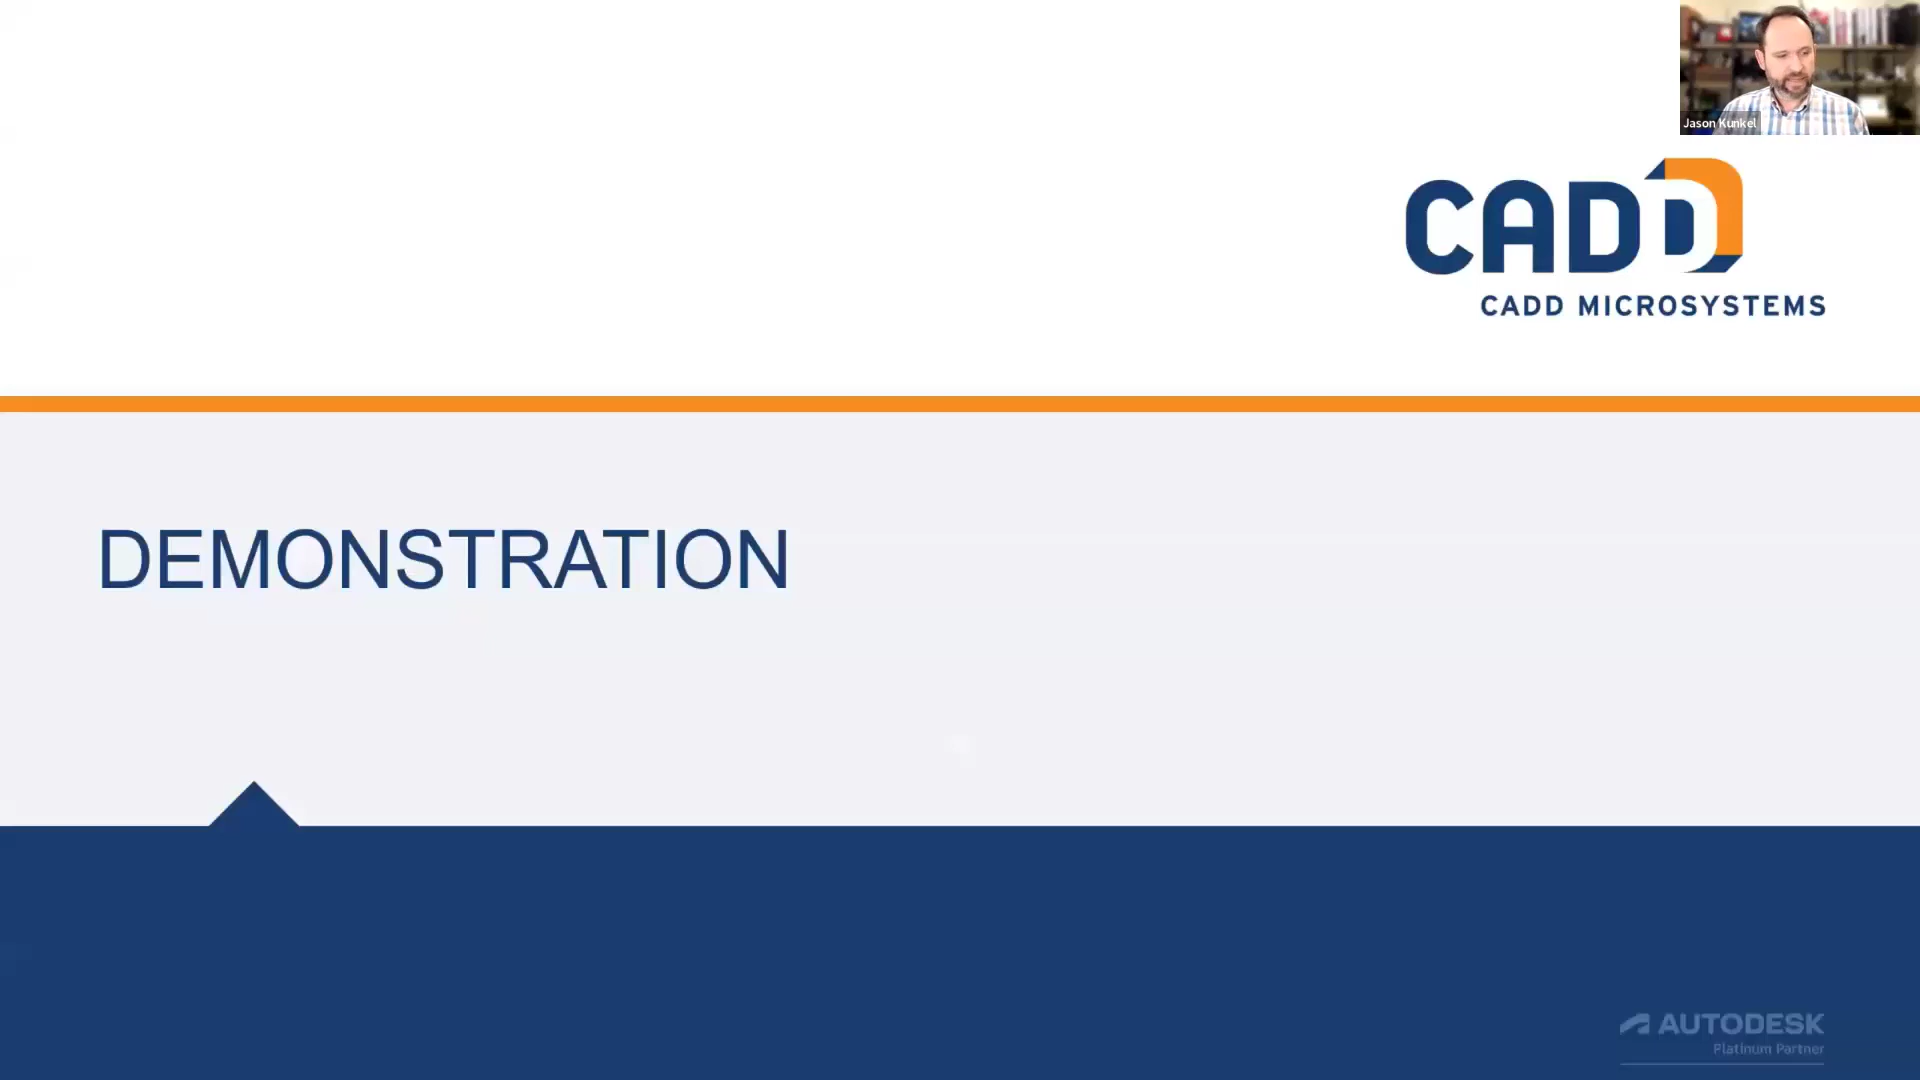 Jason Kunkel
CADD
CADD MICROSYSTEMS
DEMONSTRATION
AUTODESK
Platinum Partner